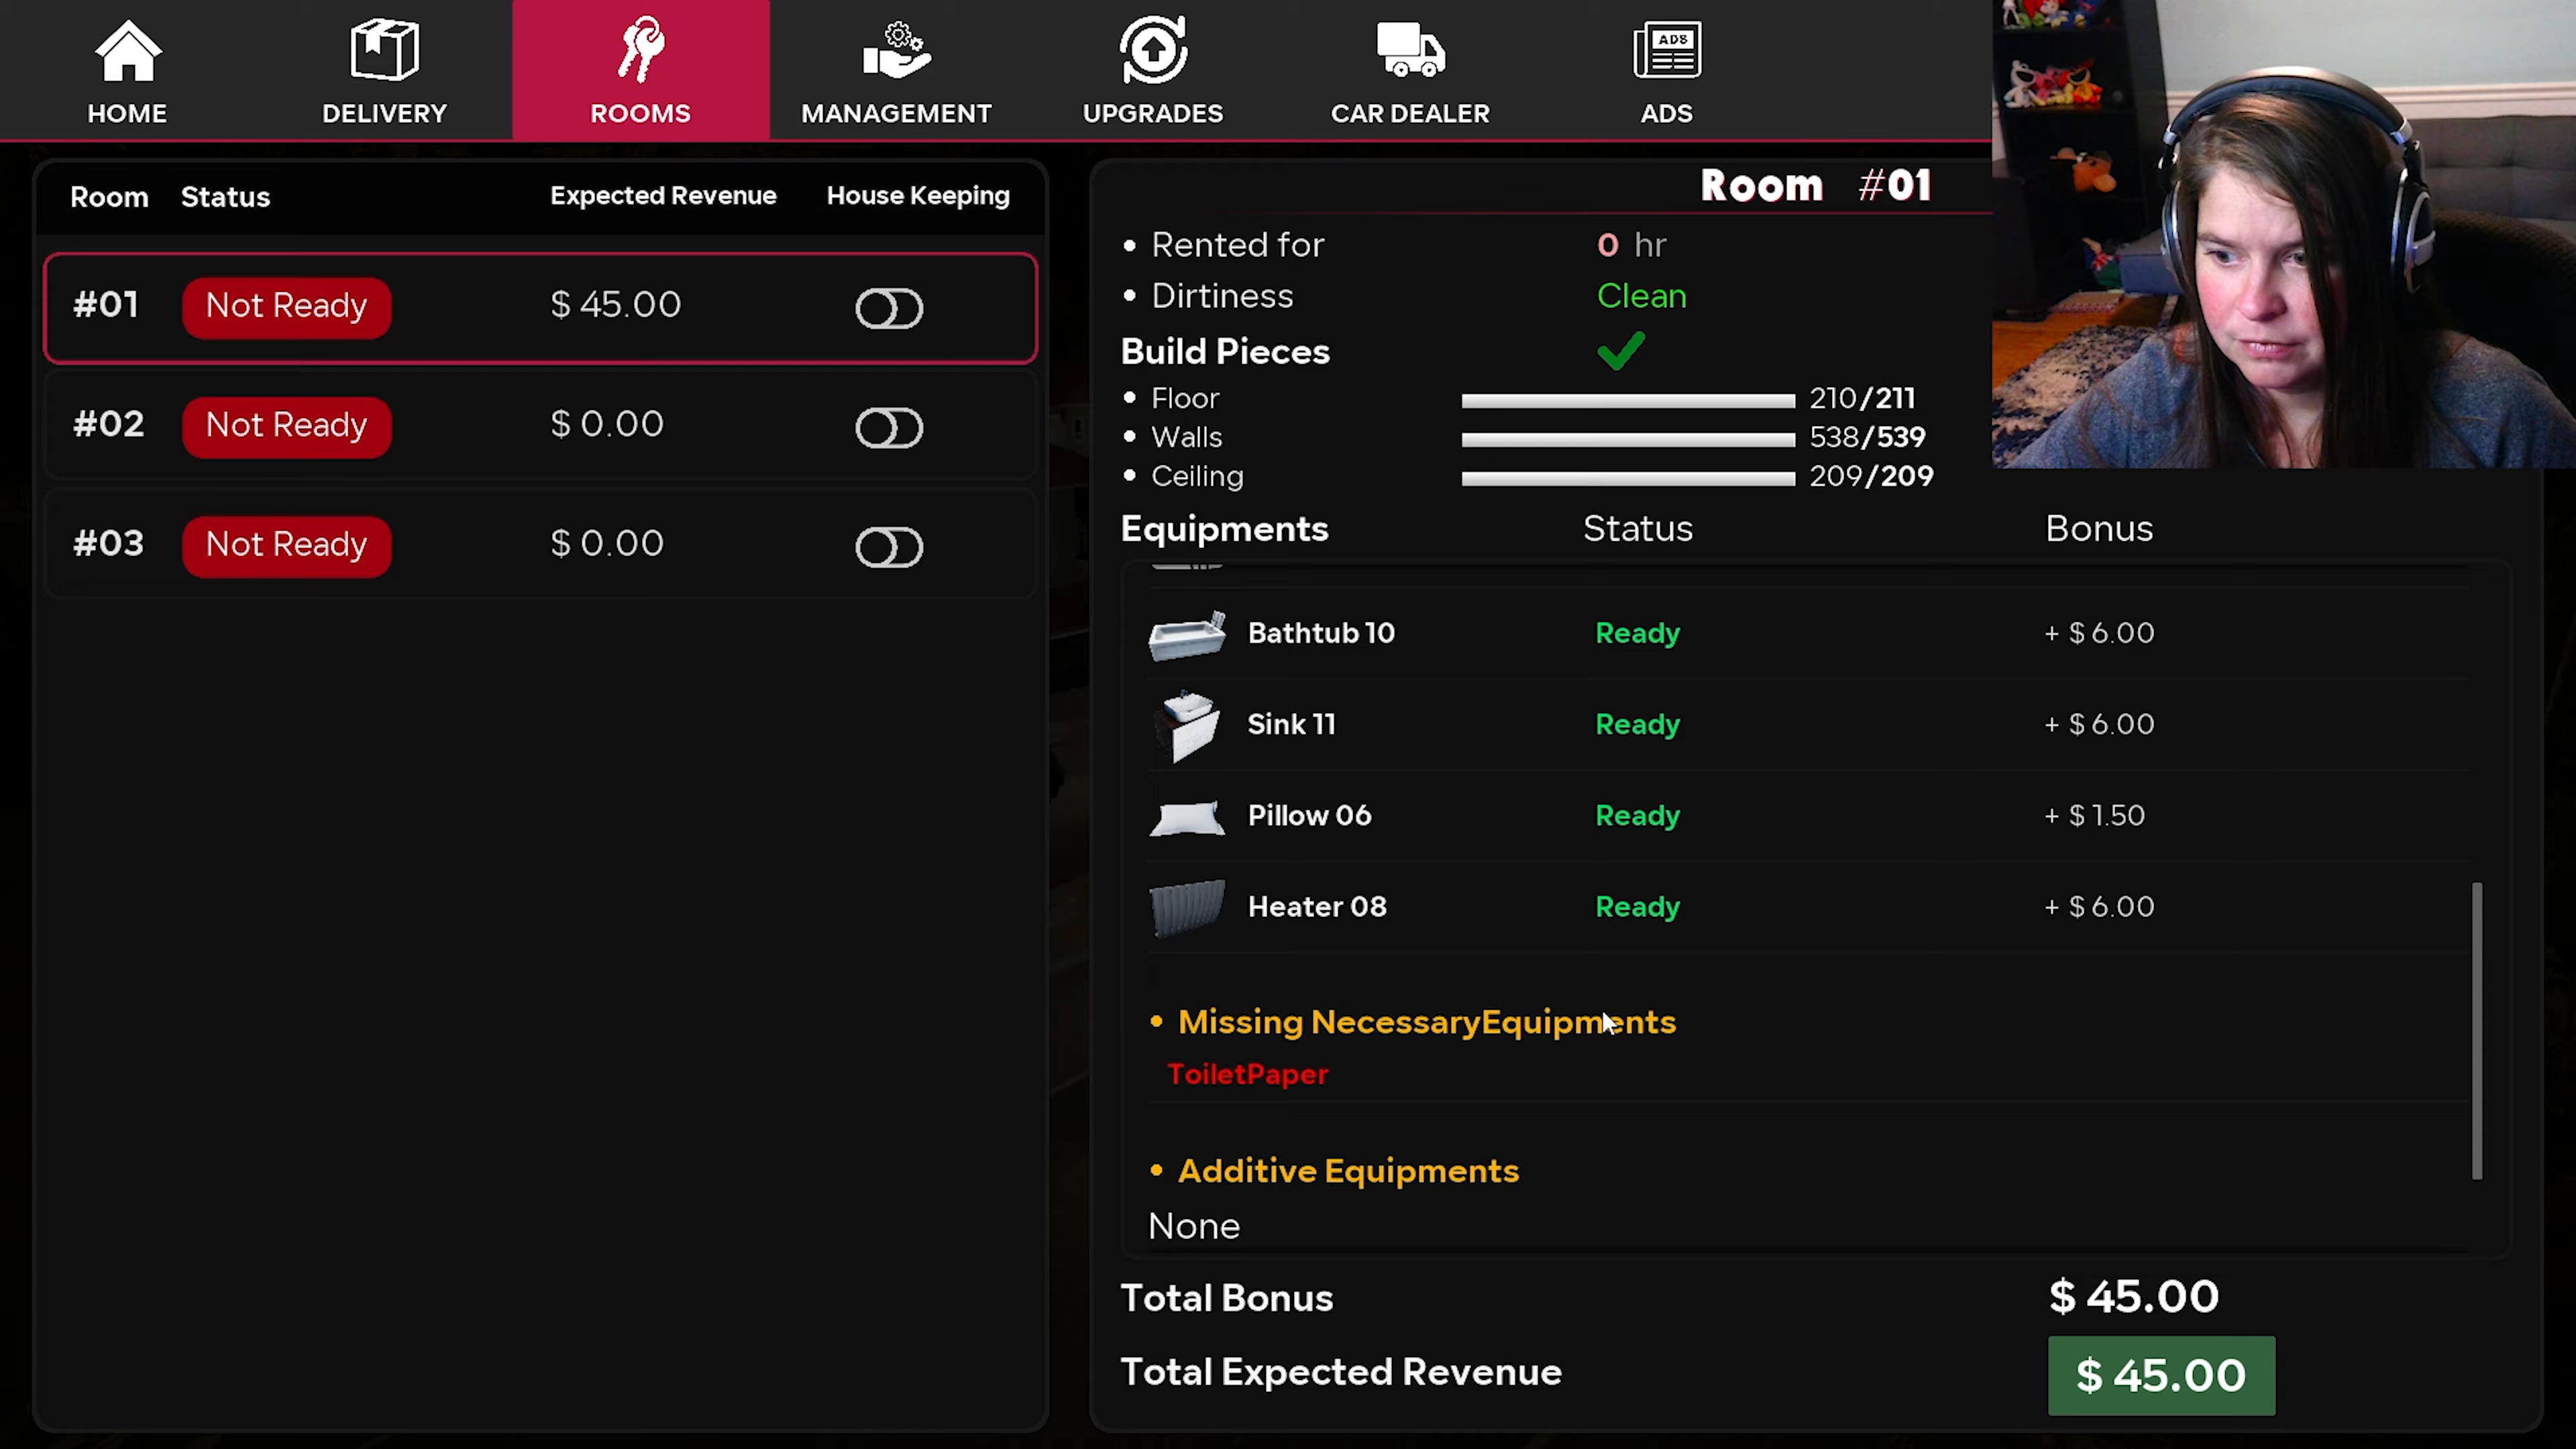 HOME DELIVERY ROOMS MANAGEMENT UPGRADES CAR DEALER ADS
ADS
Room Status Expected Revenue House Keeping
#01 Not Ready $ 45.00
#02 Not Ready $ 0.00
#03 Not Ready $ 0.00
Room #01
• Rented for 0 hr
• Dirtiness Clean
Build Pieces
• Floor 210/211
• Walls 538/539
• Ceiling 209/209
Equipments Status Bonus
Bathtub 10 Ready + $ 6.00
Sink 11 Ready + $ 6.00
Pillow 06 Ready + $ 1.50
Heater 08 Ready + $ 6.00
• Missing NecessaryEquipments
ToiletPaper
• Additive Equipments
None
Total Bonus $ 45.00
Total Expected Revenue $ 45.00